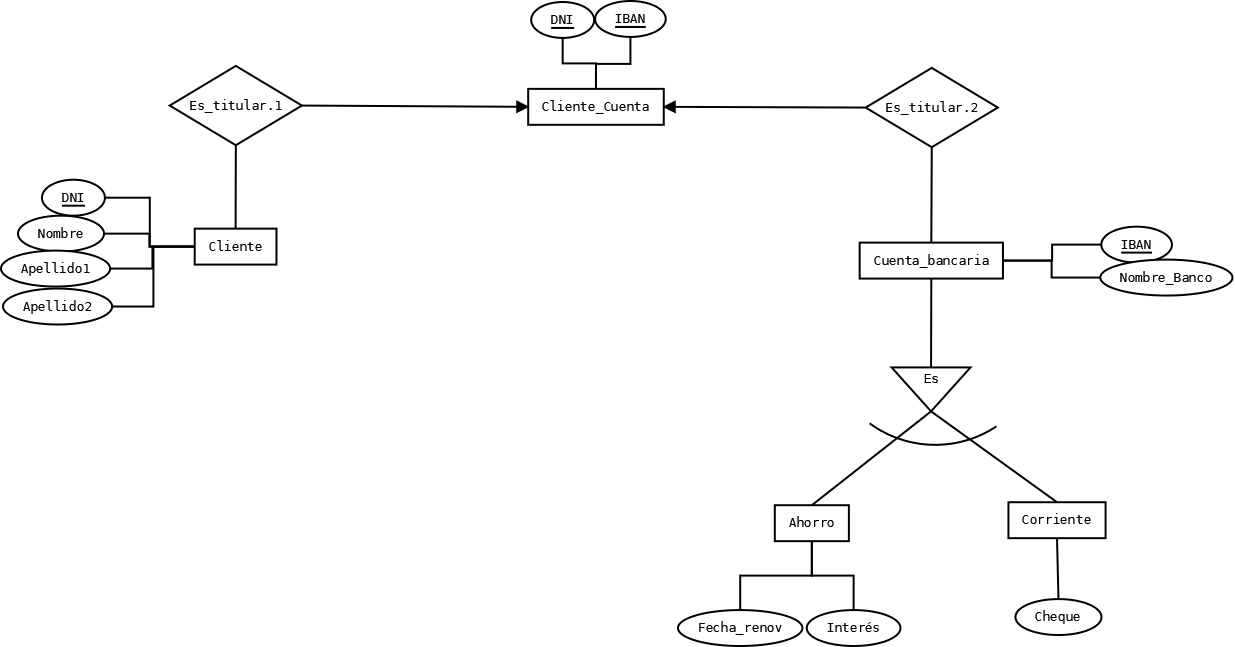 DNI
IBAN
Es_titular.1
Cliente_Cuenta
Es_titular.2
DNI
Nombre
Apellido1
Apellido2
Cliente
Cuenta_bancaria
IBAN
Nombre_Banco
Es
Ahorro
Corriente
Fecha_renov
Interés
Cheque